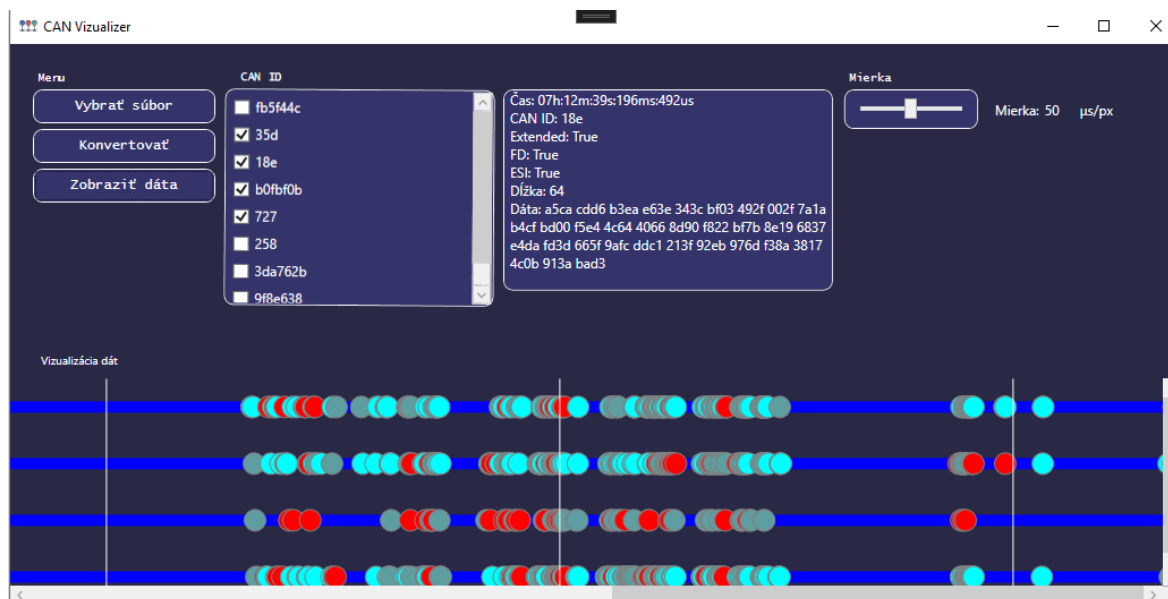 CAN Vizualizer
Menu
Vybrať súbor
Konvertovať
Zobraziť dáta
CAN ID
fb5f44c
35d
18e
b0fbf0b
727
258
3da762b
9f8e638
Čas: 07h:12m:39s:196ms:492us
CAN ID: 18e
Extended: True
FD: True
ESI: True
Dĺžka: 64
Dáta: a5ca cdd6 b3ea e63e 343c bf03 492f 002f 7a1a
b4cf bd00 f5e4 4c64 4066 8d90 f822 bf7b 8e19 6837
e4da fd3d 665f 9afc ddc1 213f 92eb 976d f38a 3817
4c0b 913a bad3
Mierka
Mierka: 50 µs/px
Vizualizácia dát